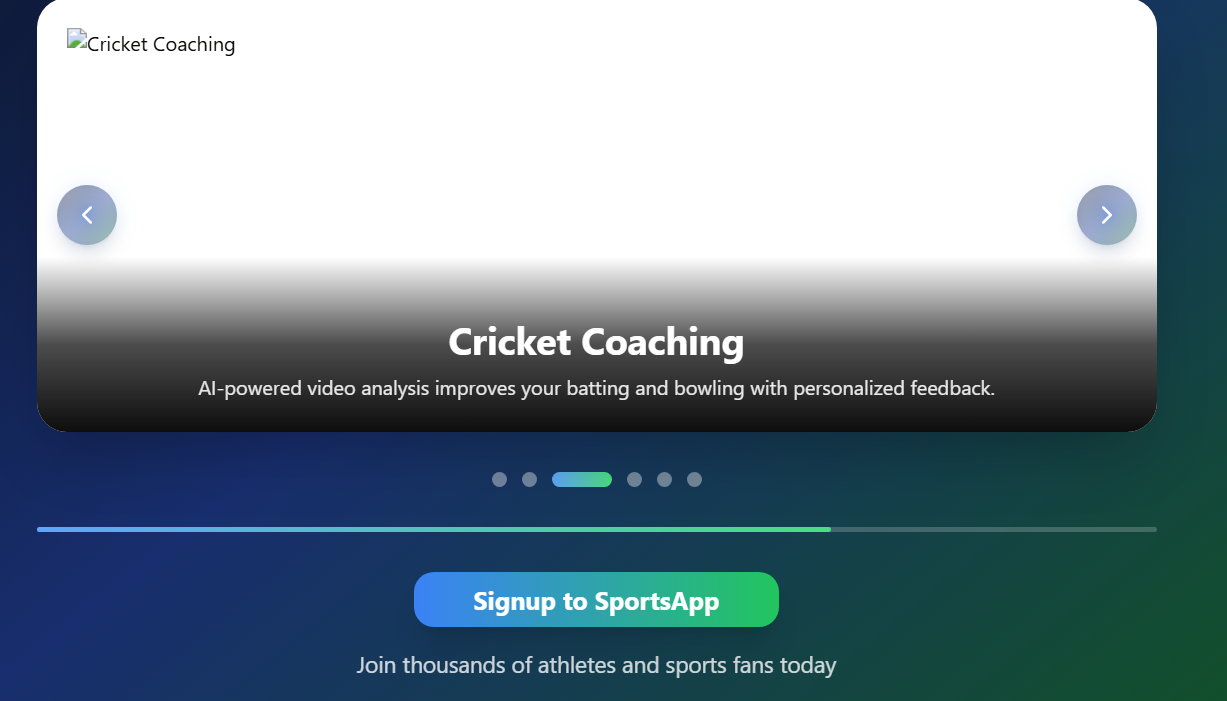 Cricket Coaching
Cricket Coaching
AI-powered video analysis improves your batting and bowling with personalized feedback.
Signup to SportsApp
Join thousands of athletes and sports fans today